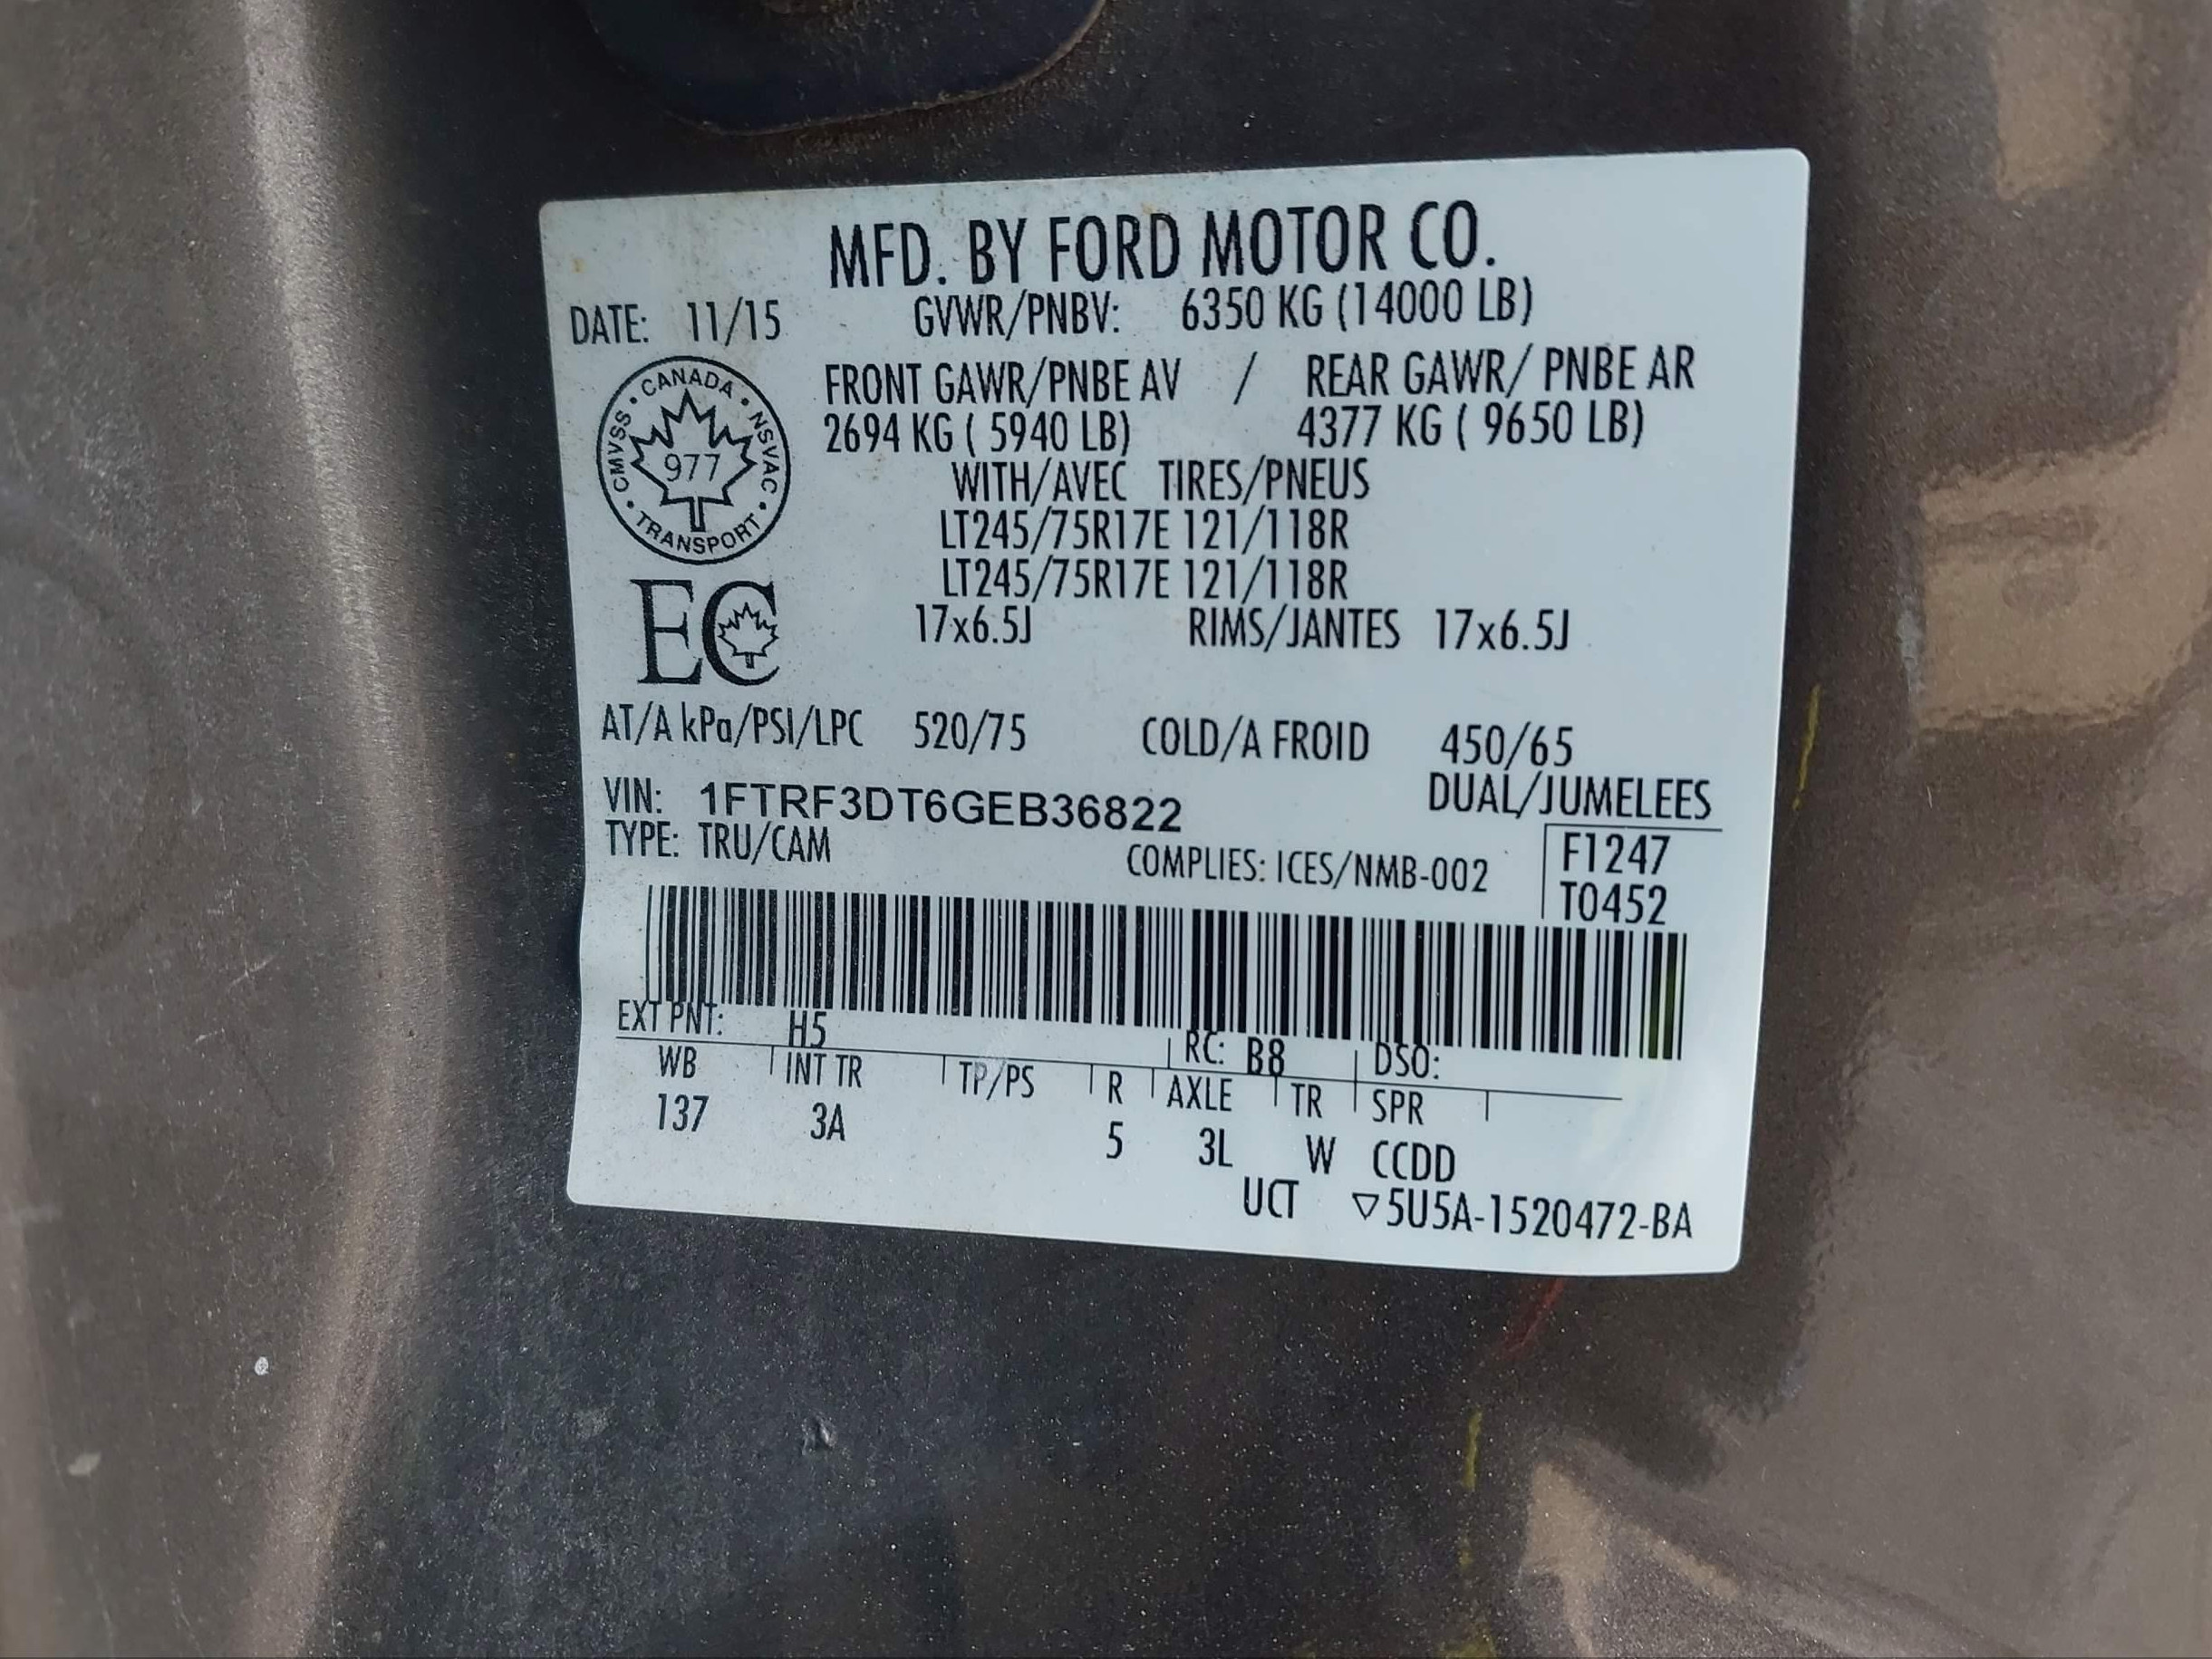 MFD. BY FORD MOTOR CO.
DATE: 11/15 GVWR/PNBV: 6350 KG (14000 LB)
FRONT GAWR/PNBE AV / REAR GAWR/ PNBE AR
2694 KG ( 5940 LB) 4377 KG ( 9650 LB)
CANADA • NSVAC • TRANSPORT • CMVSS •
977
WITH/AVEC TIRES/PNEUS
LT245/75R17E 121/118R
LT245/75R17E 121/118R
EC
17x6.5J RIMS/JANTES 17x6.5J
AT/A kPa/PSI/LPC 520/75 COLD/A FROID 450/65
DUAL/JUMELEES
VIN: 1FTRF3DT6GEB36822
TYPE: TRU/CAM COMPLIES: ICES/NMB-002
F1247
T0452
EXT PNT: H5 RC: B8 DSO:
WB INT TR TP/PS R AXLE TR SPR
137 3A 5 3L W CCDD
UCT ▽5U5A-1520472-BA